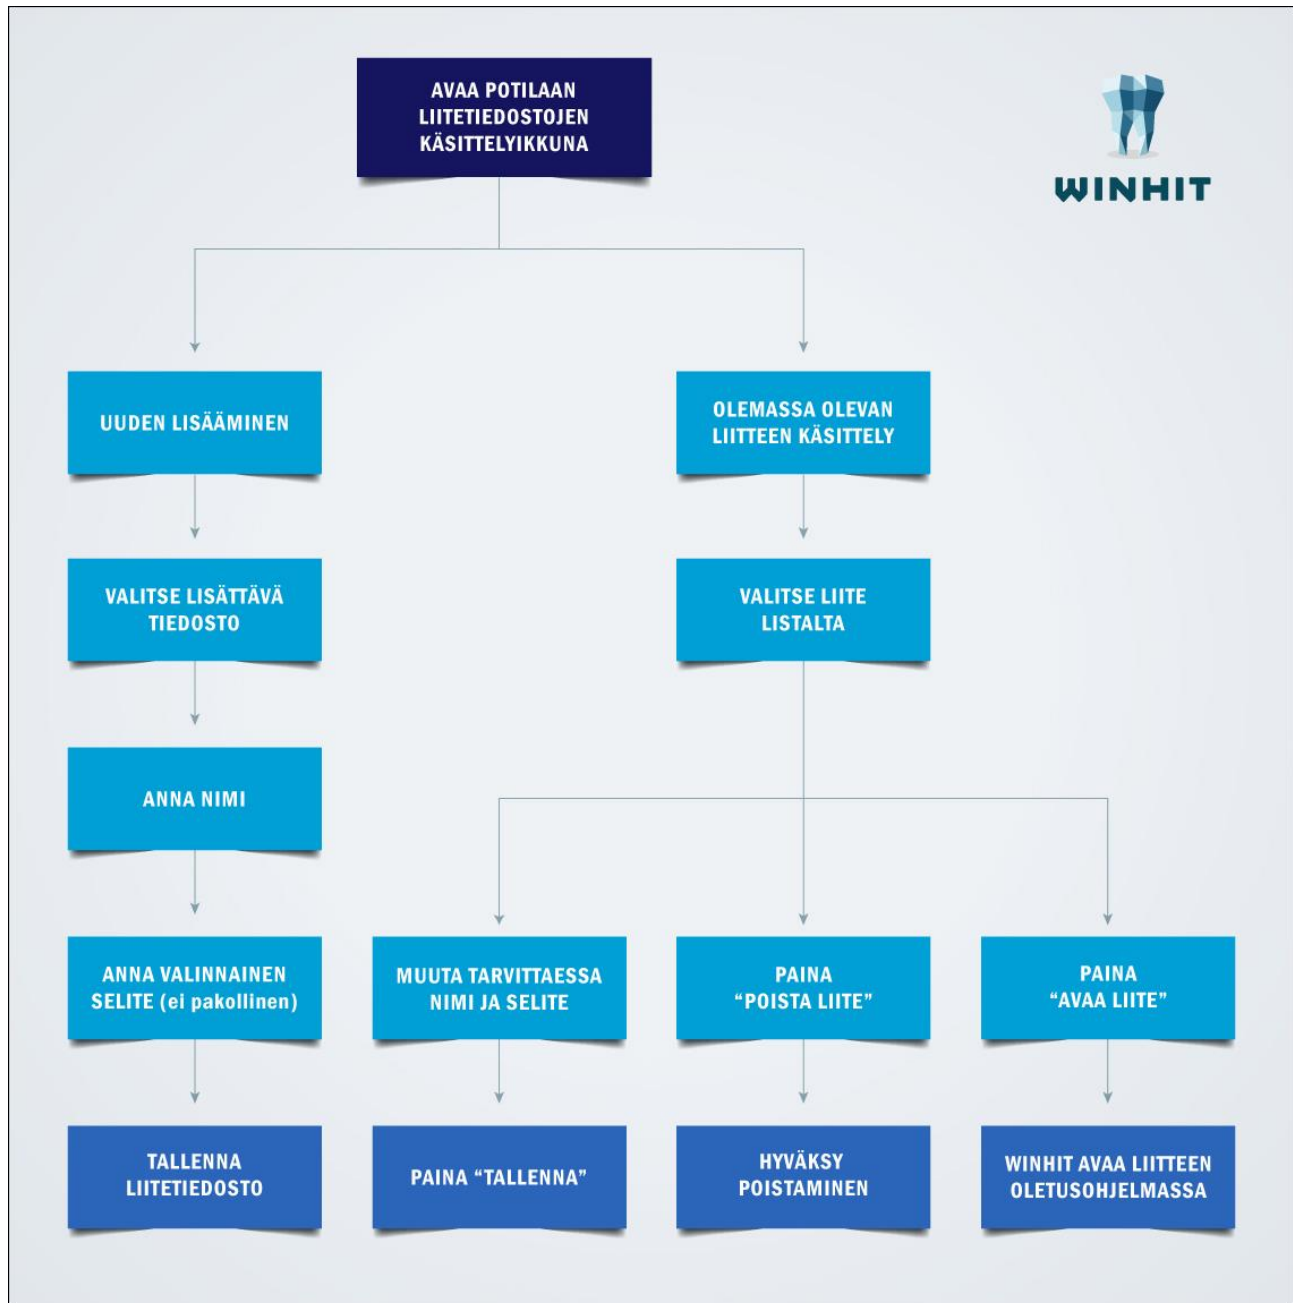 AVAA POTILAAN
LIITETIEDOSTOJEN
KÄSITTELYIKKUNA
WINHIT
UUDEN LISÄÄMINEN
OLEMASSA OLEVAN
LIITTEEN KÄSITTELY
VALITSE LISÄTTÄVÄ
TIEDOSTO
VALITSE LIITE
LISTALTA
ANNA NIMI
ANNA VALINNAINEN
SELITE (ei pakollinen)
MUUTA TARVITTAESSA
NIMI JA SELITE
PAINA
“POISTA LIITE”
PAINA
“AVAA LIITE”
TALLENNA
LIITETIEDOSTO
PAINA “TALLENNA”
HYVÄKSY
POISTAMINEN
WINHIT AVAA LIITTEEN
OLETUSOHJELMASSA